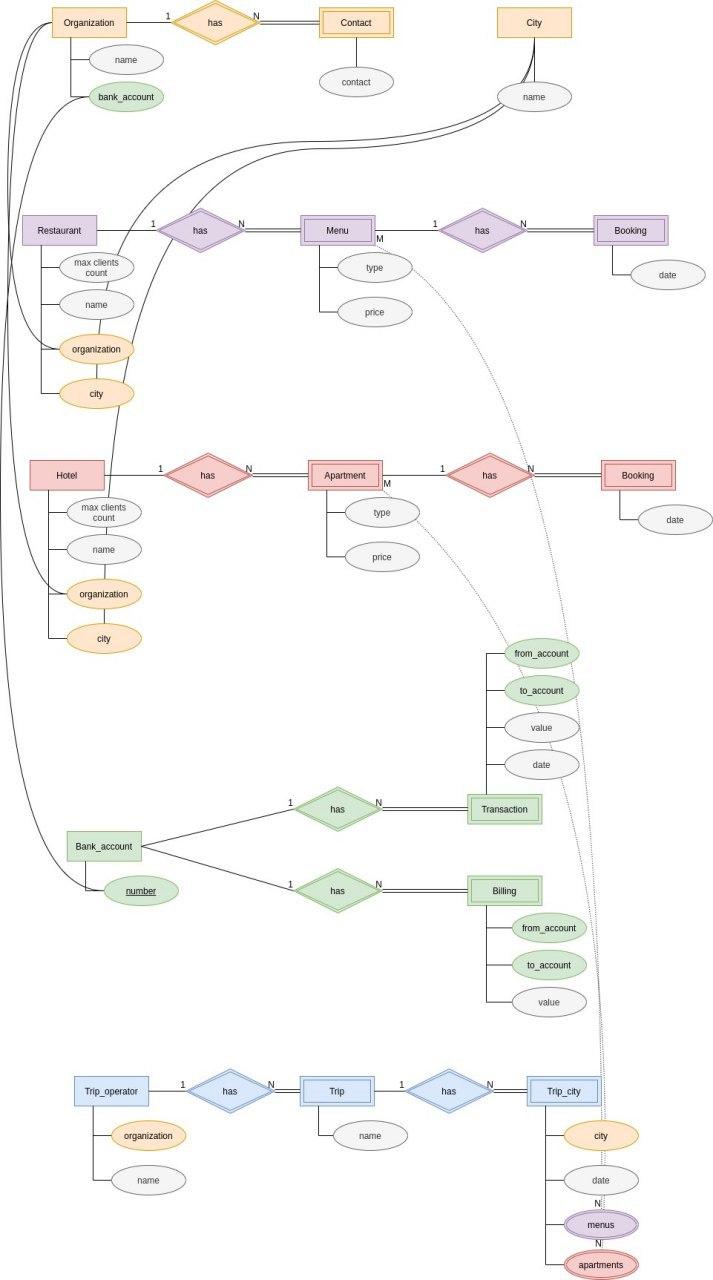 Organization
1
has
N
Contact
City
name
contact
name
bank_account
Restaurant
1
has
N
Menu
1
has
N
Booking
M
max clients
count
type
date
name
price
organization
city
Hotel
1
has
N
Apartment
1
has
N
Booking
M
max clients
count
type
date
name
price
organization
city
from_account
to_account
value
date
1
has
N
Transaction
Bank_account
number
1
has
N
Billing
from_account
to_account
value
Trip_operator
1
has
N
Trip
1
has
N
Trip_city
organization
name
city
name
date
N
menus
N
apartments